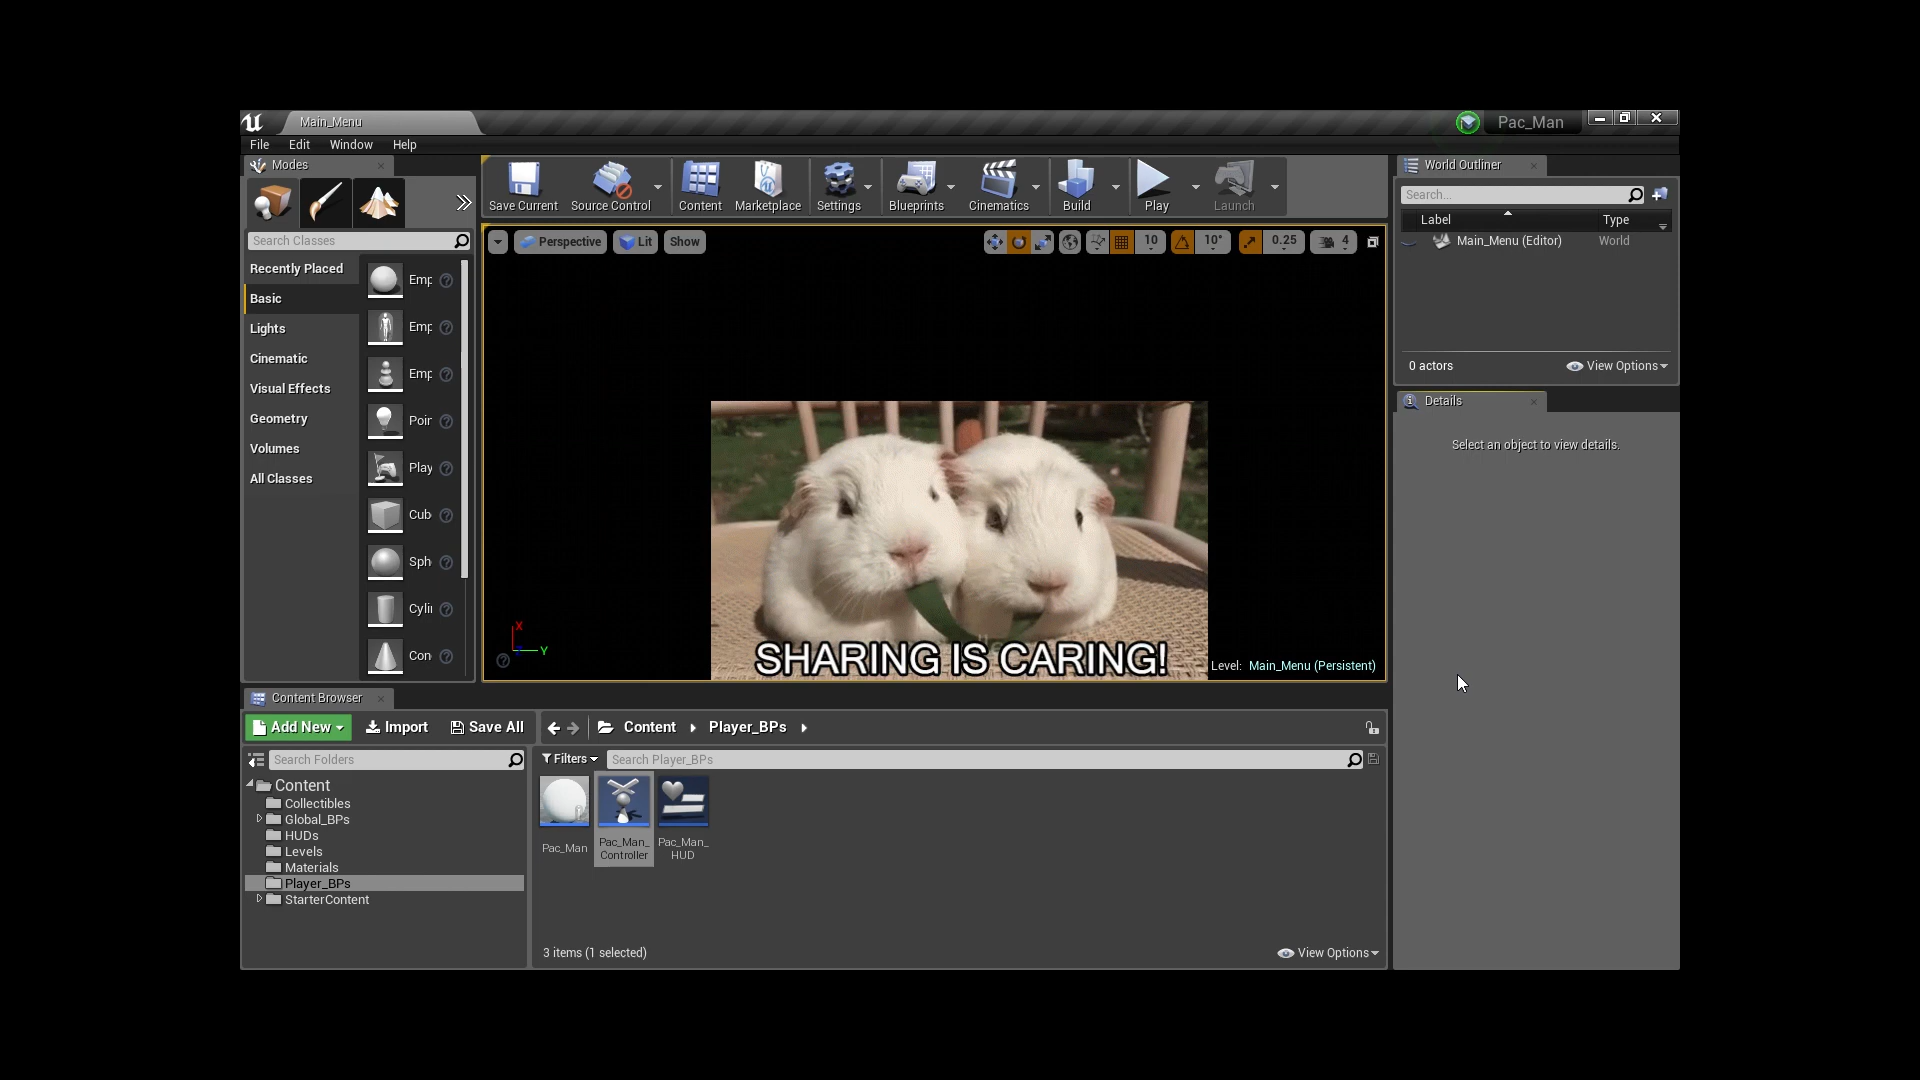 Main_Menu
Pac_Man
File Edit Window Help
Modes
Save Current Source Control Content Marketplace Settings Blueprints Cinematics Build Play Launch
World Outliner
Search...
Label Type
Main_Menu (Editor) World
0 actors View Options
Search Classes
Recently Placed
Basic
Lights
Cinematic
Visual Effects
Geometry
Volumes
All Classes
Emp
Emp
Emp
Poin
Play
Cub
Sph
Cyli
Con
Perspective Lit Show
10 10° 0.25 4
X
Y
SHARING IS CARING!
Level: Main_Menu (Persistent)
Details
Select an object to view details.
Content Browser
Add New Import Save All Content Player_BPs
Search Folders
Filters Search Player_BPs
Content
Collectibles
Global_BPs
HUDs
Levels
Materials
Player_BPs
StarterContent
Pac_Man
Pac_Man_
Controller
Pac_Man_
HUD
3 items (1 selected) View Options